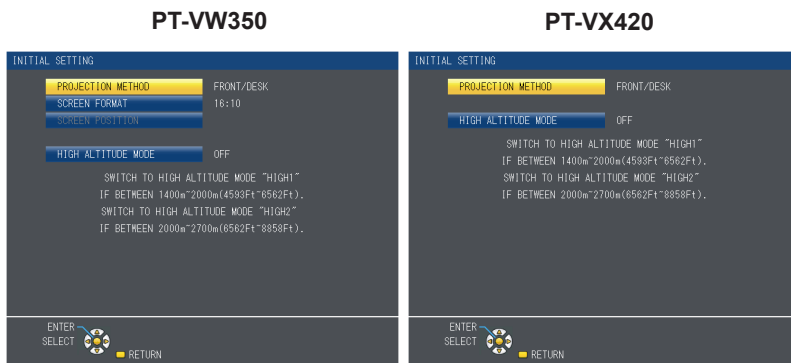 PT-VW350
INITIAL SETTING
PROJECTION METHOD FRONT/DESK
SCREEN FORMAT 16:10
SCREEN POSITION
HIGH ALTITUDE MODE OFF
SWITCH TO HIGH ALTITUDE MODE ~HIGH1~
IF BETWEEN 1400m~2000m(4593Ft~6562Ft).
SWITCH TO HIGH ALTITUDE MODE ~HIGH2~
IF BETWEEN 2000m~2700m(6562Ft~8858Ft).
ENTER
SELECT
RETURN
PT-VX420
INITIAL SETTING
PROJECTION METHOD FRONT/DESK
HIGH ALTITUDE MODE OFF
SWITCH TO HIGH ALTITUDE MODE ~HIGH1~
IF BETWEEN 1400m~2000m(4593Ft~6562Ft).
SWITCH TO HIGH ALTITUDE MODE ~HIGH2~
IF BETWEEN 2000m~2700m(6562Ft~8858Ft).
ENTER
SELECT
RETURN